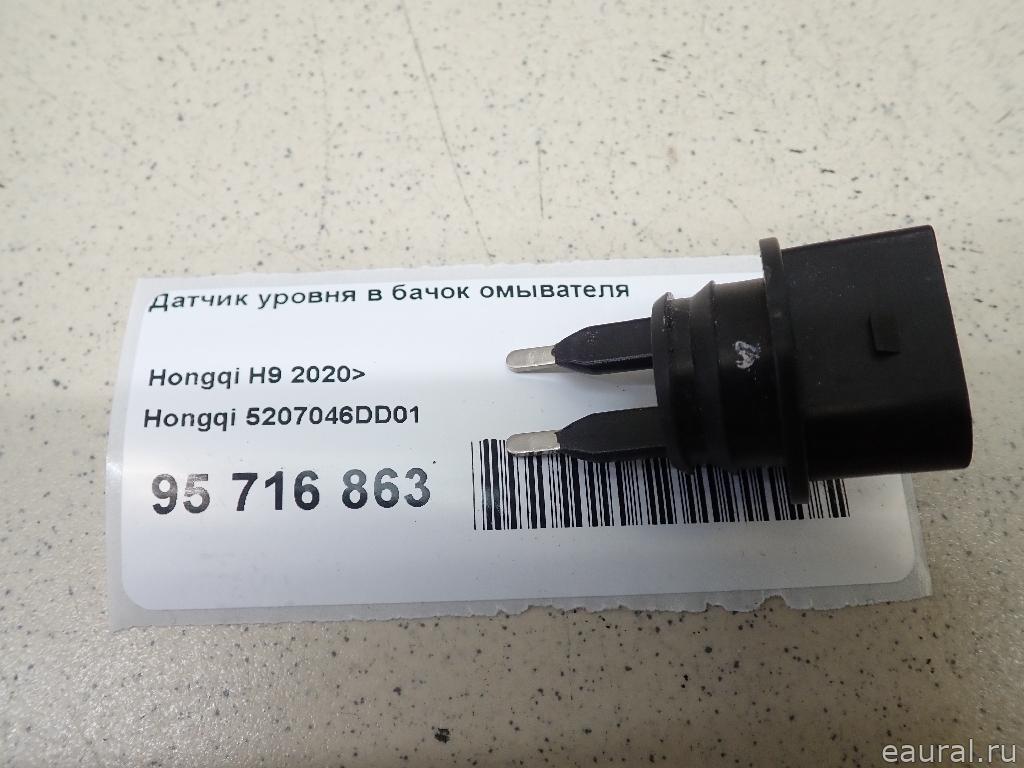 Датчик уровня в бачок омывателя
Hongqi H9 2020>
Hongqi 5207046DD01
95 716 863
eaural.ru